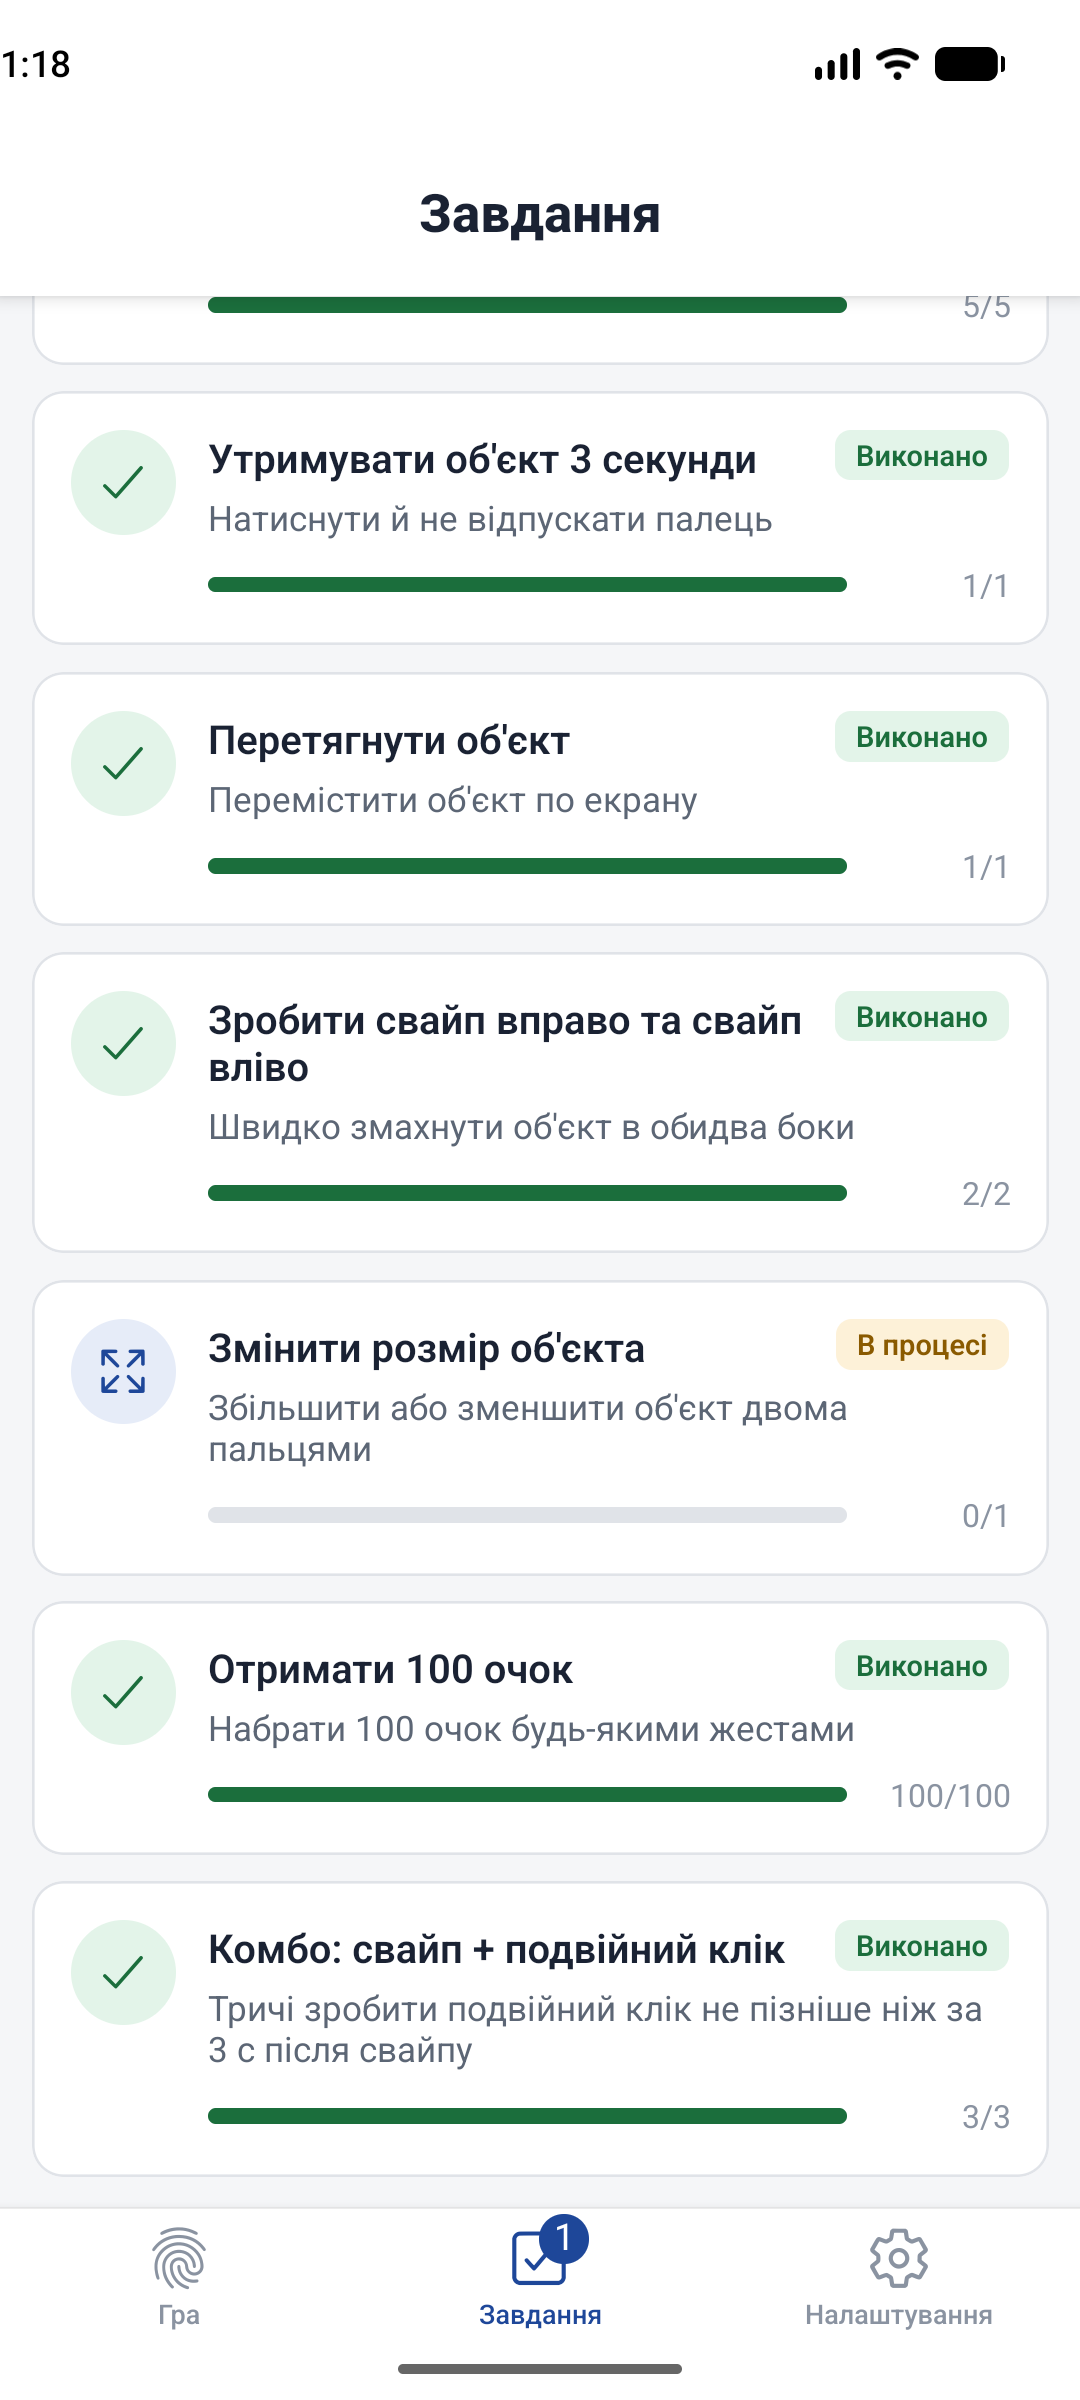 1:18
Завдання
5/5
Утримувати об'єкт 3 секунди
Виконано
Натиснути й не відпускати палець
1/1
Перетягнути об'єкт
Виконано
Перемістити об'єкт по екрану
1/1
Зробити свайп вправо та свайп
вліво
Виконано
Швидко змахнути об'єкт в обидва боки
2/2
Змінити розмір об'єкта
В процесі
Збільшити або зменшити об'єкт двома
пальцями
0/1
Отримати 100 очок
Виконано
Набрати 100 очок будь-якими жестами
100/100
Комбо: свайп + подвійний клік
Виконано
Тричі зробити подвійний клік не пізніше ніж за
3 с після свайпу
3/3
1
Гра
Завдання
Налаштування